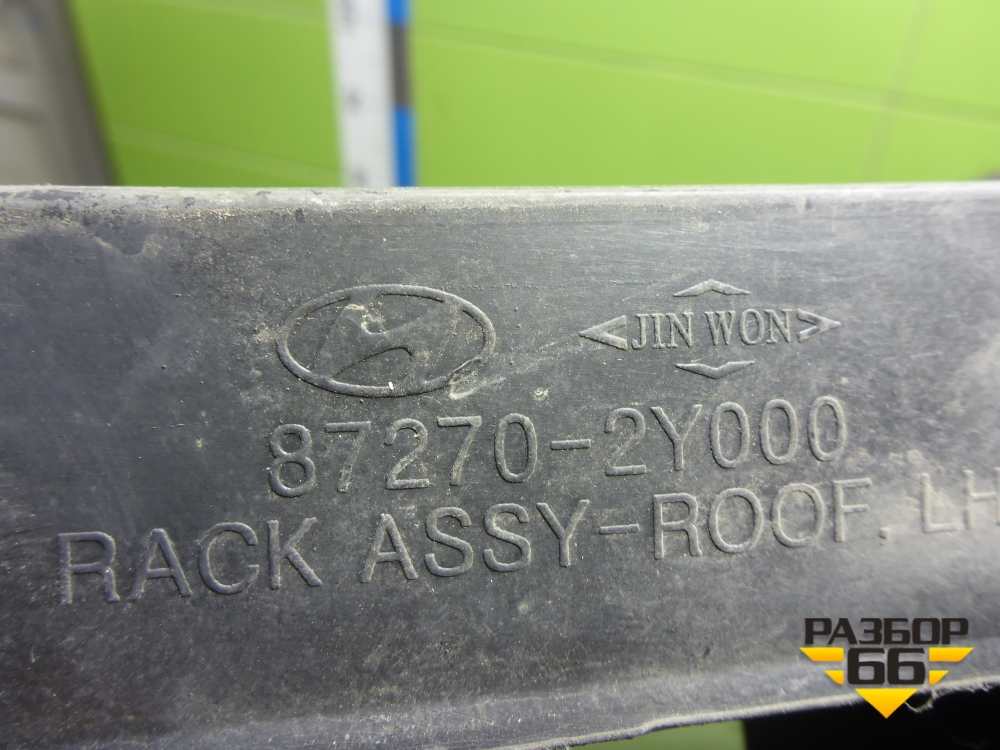 JIN WON
87270-2Y000
RACK ASSY-ROOF, LH
РАЗБОР
66